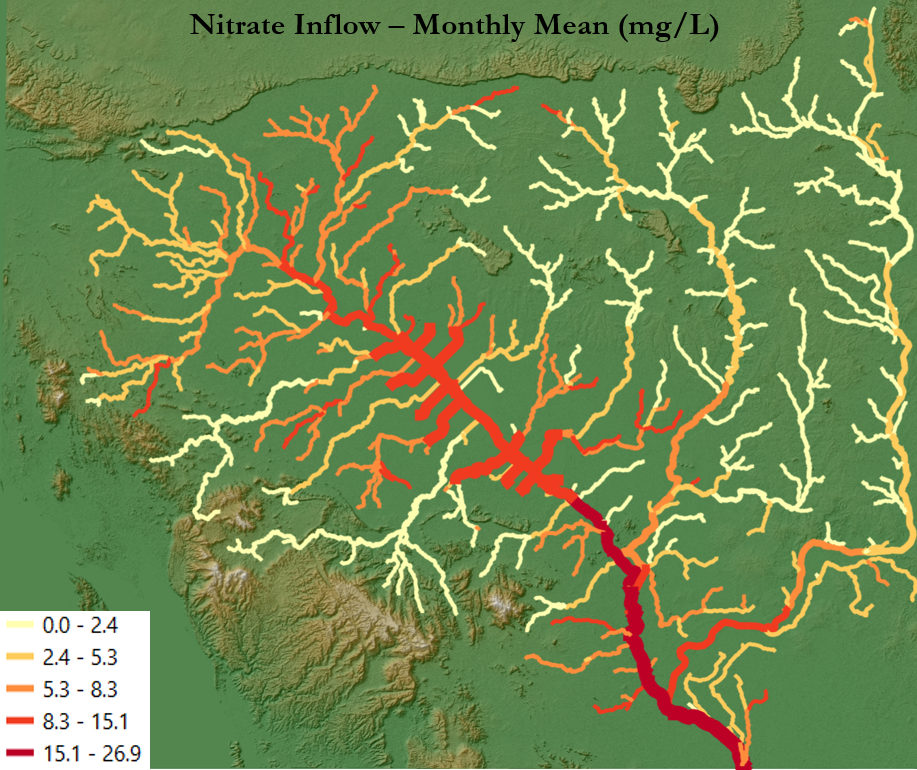 Nitrate Inflow – Monthly Mean (mg/L)
0.0 - 2.4
2.4 - 5.3
5.3 - 8.3
8.3 - 15.1
15.1 - 26.9